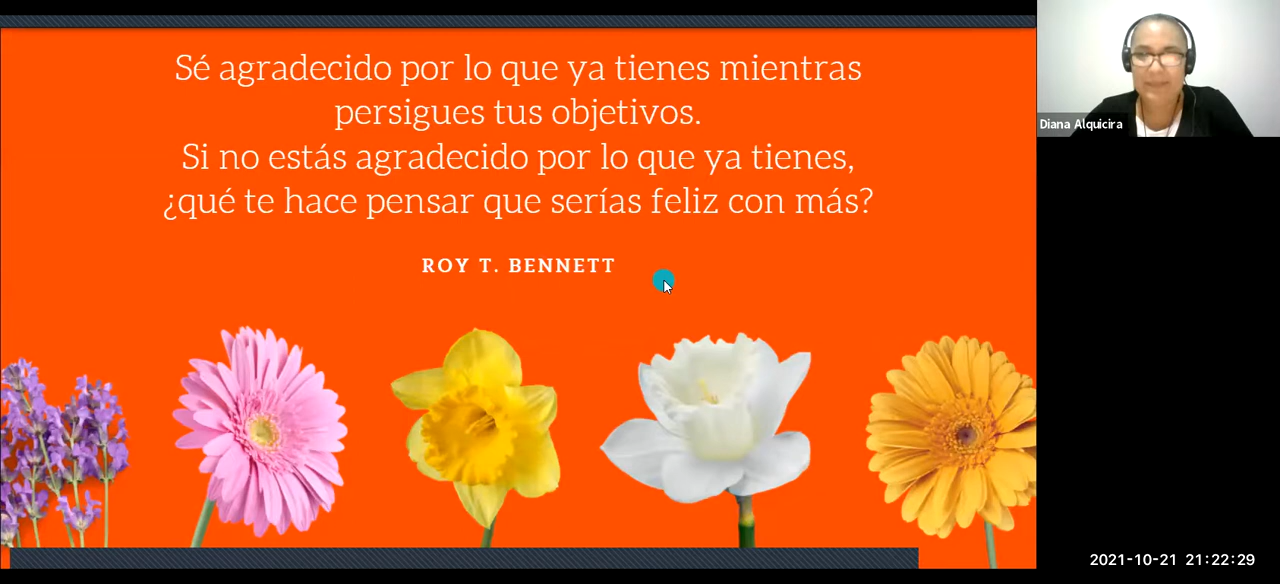 Sé agradecido por lo que ya tienes mientras
persigues tus objetivos.
Si no estás agradecido por lo que ya tienes,
¿qué te hace pensar que serías feliz con más?
ROY T. BENNETT
Diana Alquicira
2021-10-21 21:22:29